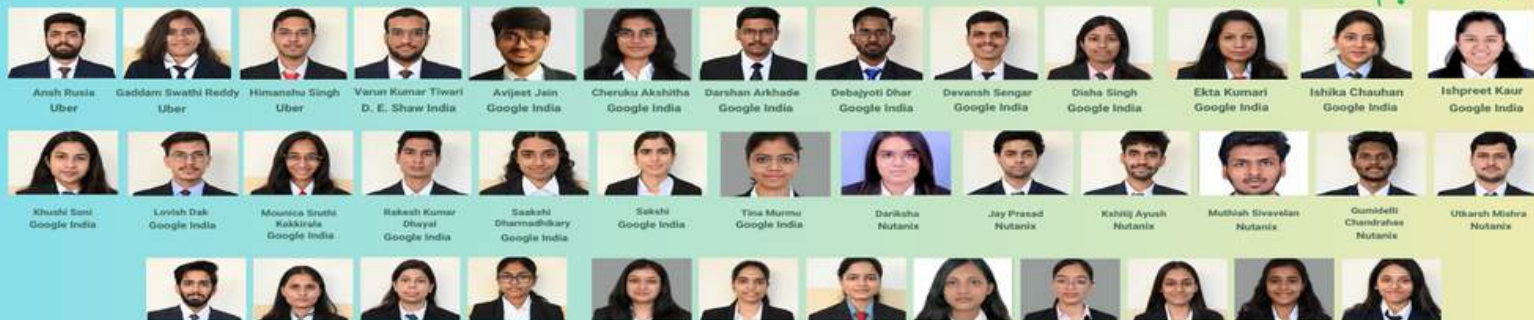 Ansh Rusia
Uber
Gaddam Swathi Reddy
Uber
Himanshu Singh
Uber
Varun Kumar Tiwari
D. E. Shaw India
Avijeet Jain
Google India
Cheruku Akshitha
Google India
Darshan Arkhade
Google India
Debajyoti Dhar
Google India
Devansh Sengar
Google India
Disha Singh
Google India
Ekta Kumari
Google India
Ishika Chauhan
Google India
Ishpreet Kaur
Google India
Khushi Soni
Google India
Lovish Dak
Google India
Mounica Sruthi
Kakkirala
Google India
Rakesh Kumar
Dhayal
Google India
Saakshi
Dharmadhikary
Google India
Sakshi
Google India
Tina Murmu
Google India
Dariksha
Nutanix
Jay Prasad
Nutanix
Kshitij Ayush
Nutanix
Muthiah Sivavelan
Nutanix
Gumidelli
Chandrahas
Nutanix
Utkarsh Mishra
Nutanix